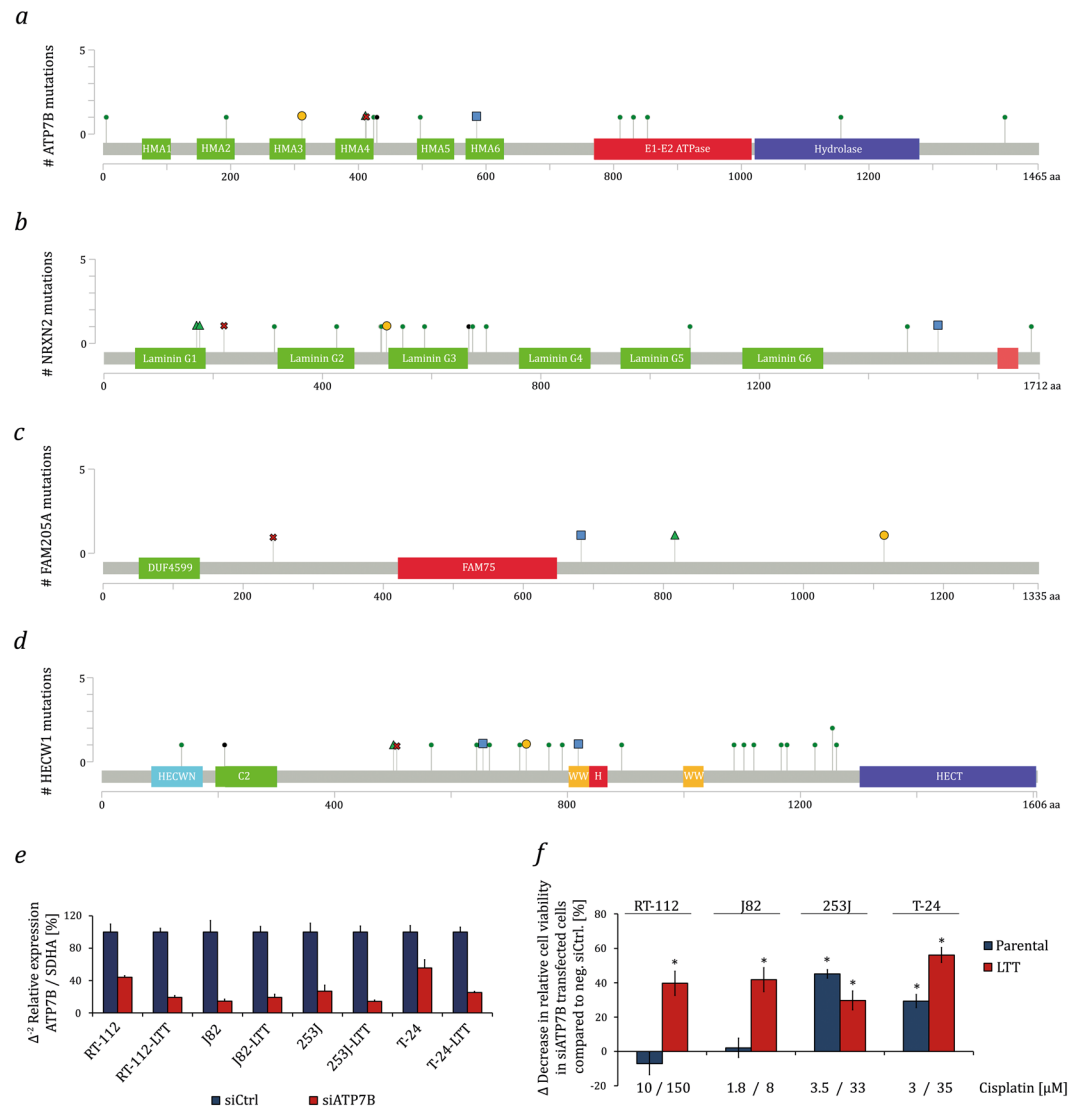 a
# ATP7B mutations
5
0
HMA1 HMA2 HMA3 HMA4 HMA5 HMA6 E1-E2 ATPase Hydrolase
0 200 400 600 800 1000 1200 1465 aa
b
# NRXN2 mutations
5
0
Laminin G1 Laminin G2 Laminin G3 Laminin G4 Laminin G5 Laminin G6
0 400 800 1200 1712 aa
c
# FAM205A mutations
5
0
DUF4599 FAM75
0 200 400 600 800 1000 1200 1335 aa
d
# HECW1 mutations
5
0
HECWN C2 WW H WW HECT
0 400 800 1200 1606 aa
e
Δ⁻² Relative expression
ATP7B / SDHA [%]
120
80
40
0
RT-112 RT-112-LTT J82 J82-LTT 253J 253J-LTT T-24 T-24-LTT
siCtrl siATP7B
f
Δ Decrease in relative cell viability
in siATP7B transfected cells
compared to neg. siCtrl. [%]
RT-112 J82 253J T-24
80
60
40
20
0
-20
* * * * * *
Parental
LTT
10 / 150 1.8 / 8 3.5 / 33 3 / 35 Cisplatin [µM]